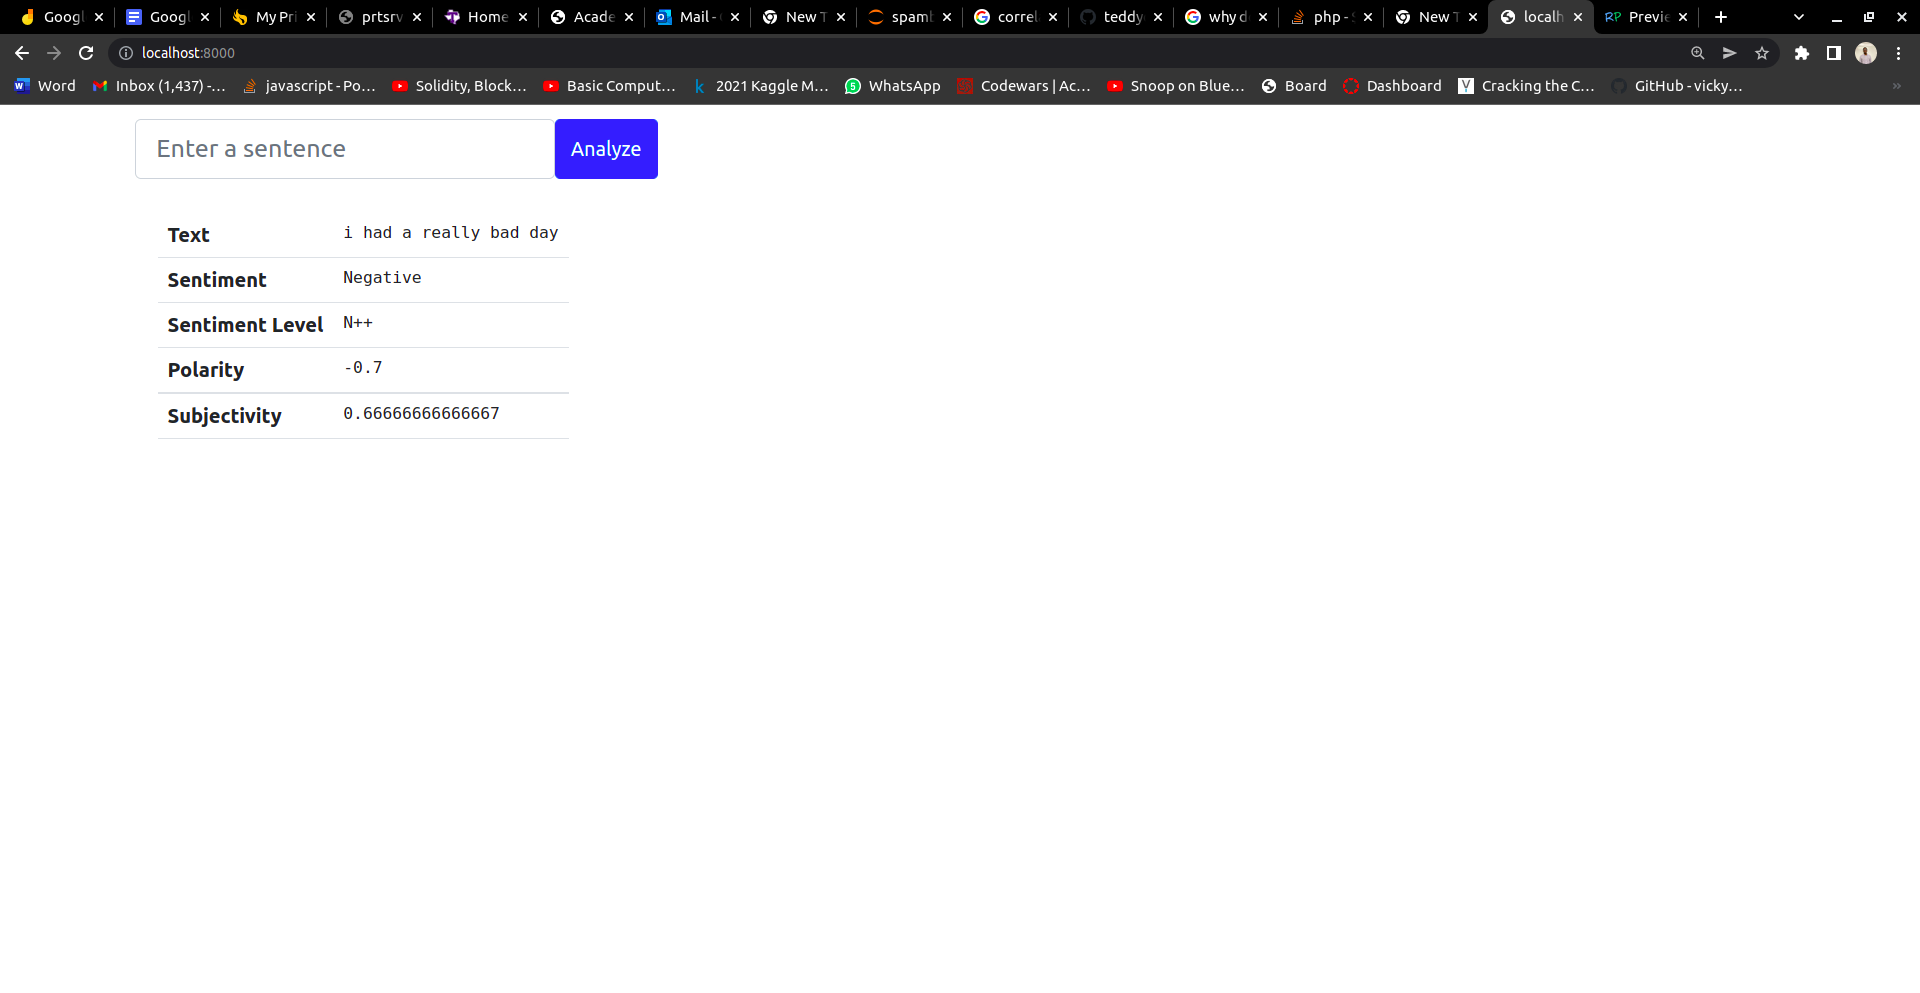 Googl Googl My Pri prtsrv Home Acade Mail - New T spamb correl teddy why d php - New T localh Previe
localhost:8000
Word Inbox (1,437) -... javascript - Po... Solidity, Block... Basic Comput... 2021 Kaggle M... WhatsApp Codewars | Ac... Snoop on Blue... Board Dashboard Cracking the C... GitHub - vicky... »
Enter a sentence Analyze
Text i had a really bad day
Sentiment Negative
Sentiment Level N++
Polarity -0.7
Subjectivity 0.66666666666667